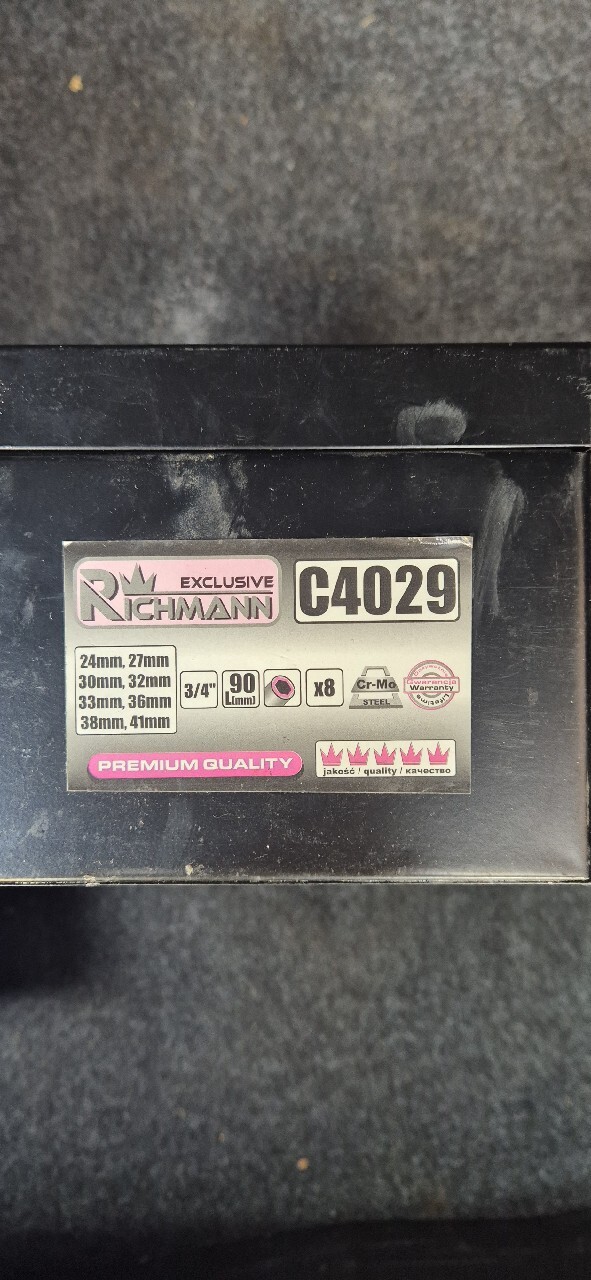 EXCLUSIVE
RICHMANN
C4029
24mm, 27mm
30mm, 32mm
33mm, 36mm
38mm, 41mm
3/4"
90
L[mm]
x8
Cr-Mo
STEEL
Gwarancja
Warranty
Lifetime
PREMIUM QUALITY
jakość / quality / качество